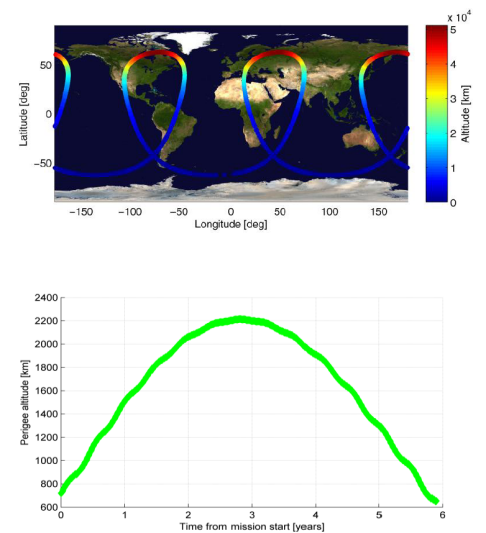 x 10⁴
5
4
3
2
1
0
Altitude [km]
50
0
−50
Latitude [deg]
−150 −100 −50 0 50 100 150
Longitude [deg]
2400
2200
2000
1800
1600
1400
1200
1000
800
600
Perigee altitude [km]
0 1 2 3 4 5 6
Time from mission start [years]